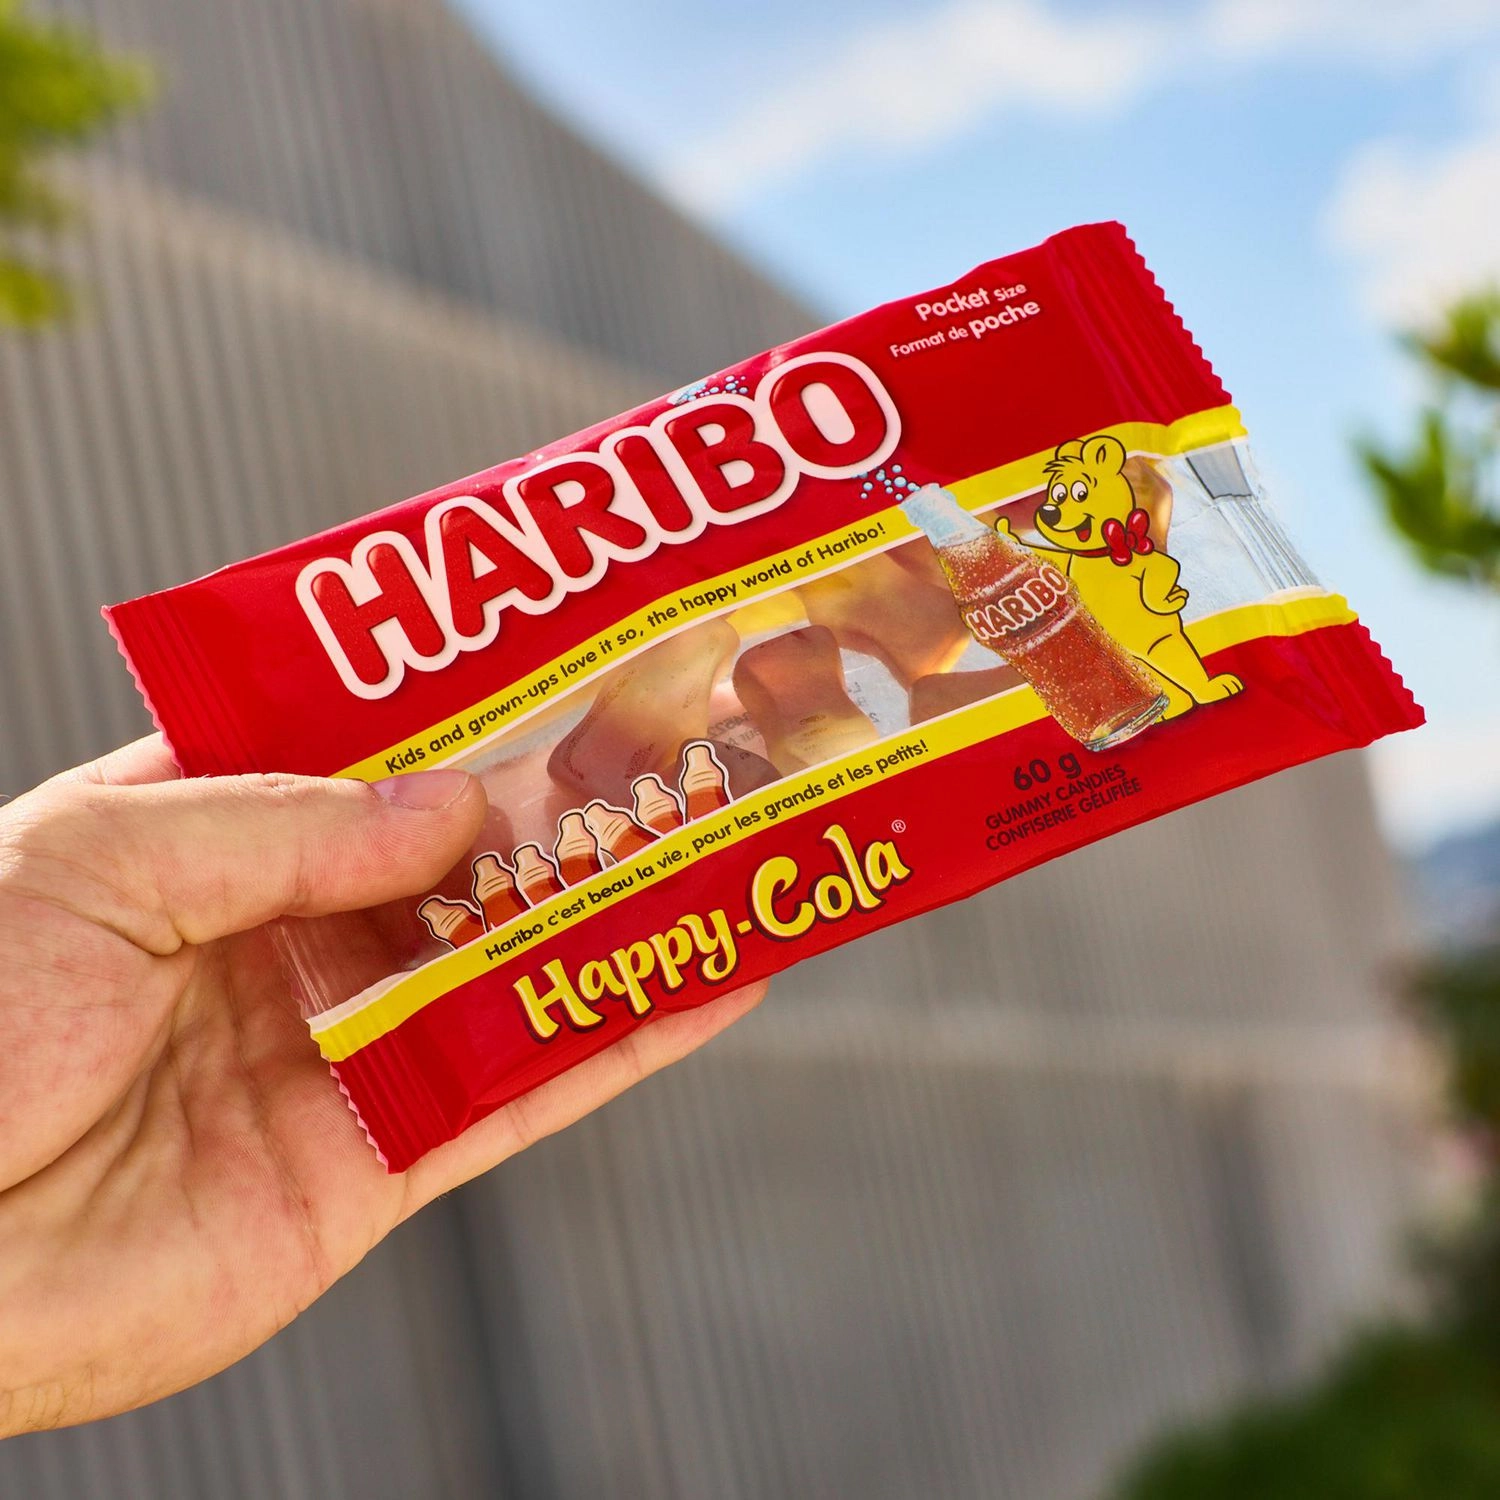 Pocket Size
Format de poche
HARIBO
Kids and grown-ups love it so, the happy world of Haribo!
HARIBO
Haribo c'est beau la vie, pour les grands et les petits!
Happy-Cola®
60 g
GUMMY CANDIES
CONFISERIE GÉLIFIÉE